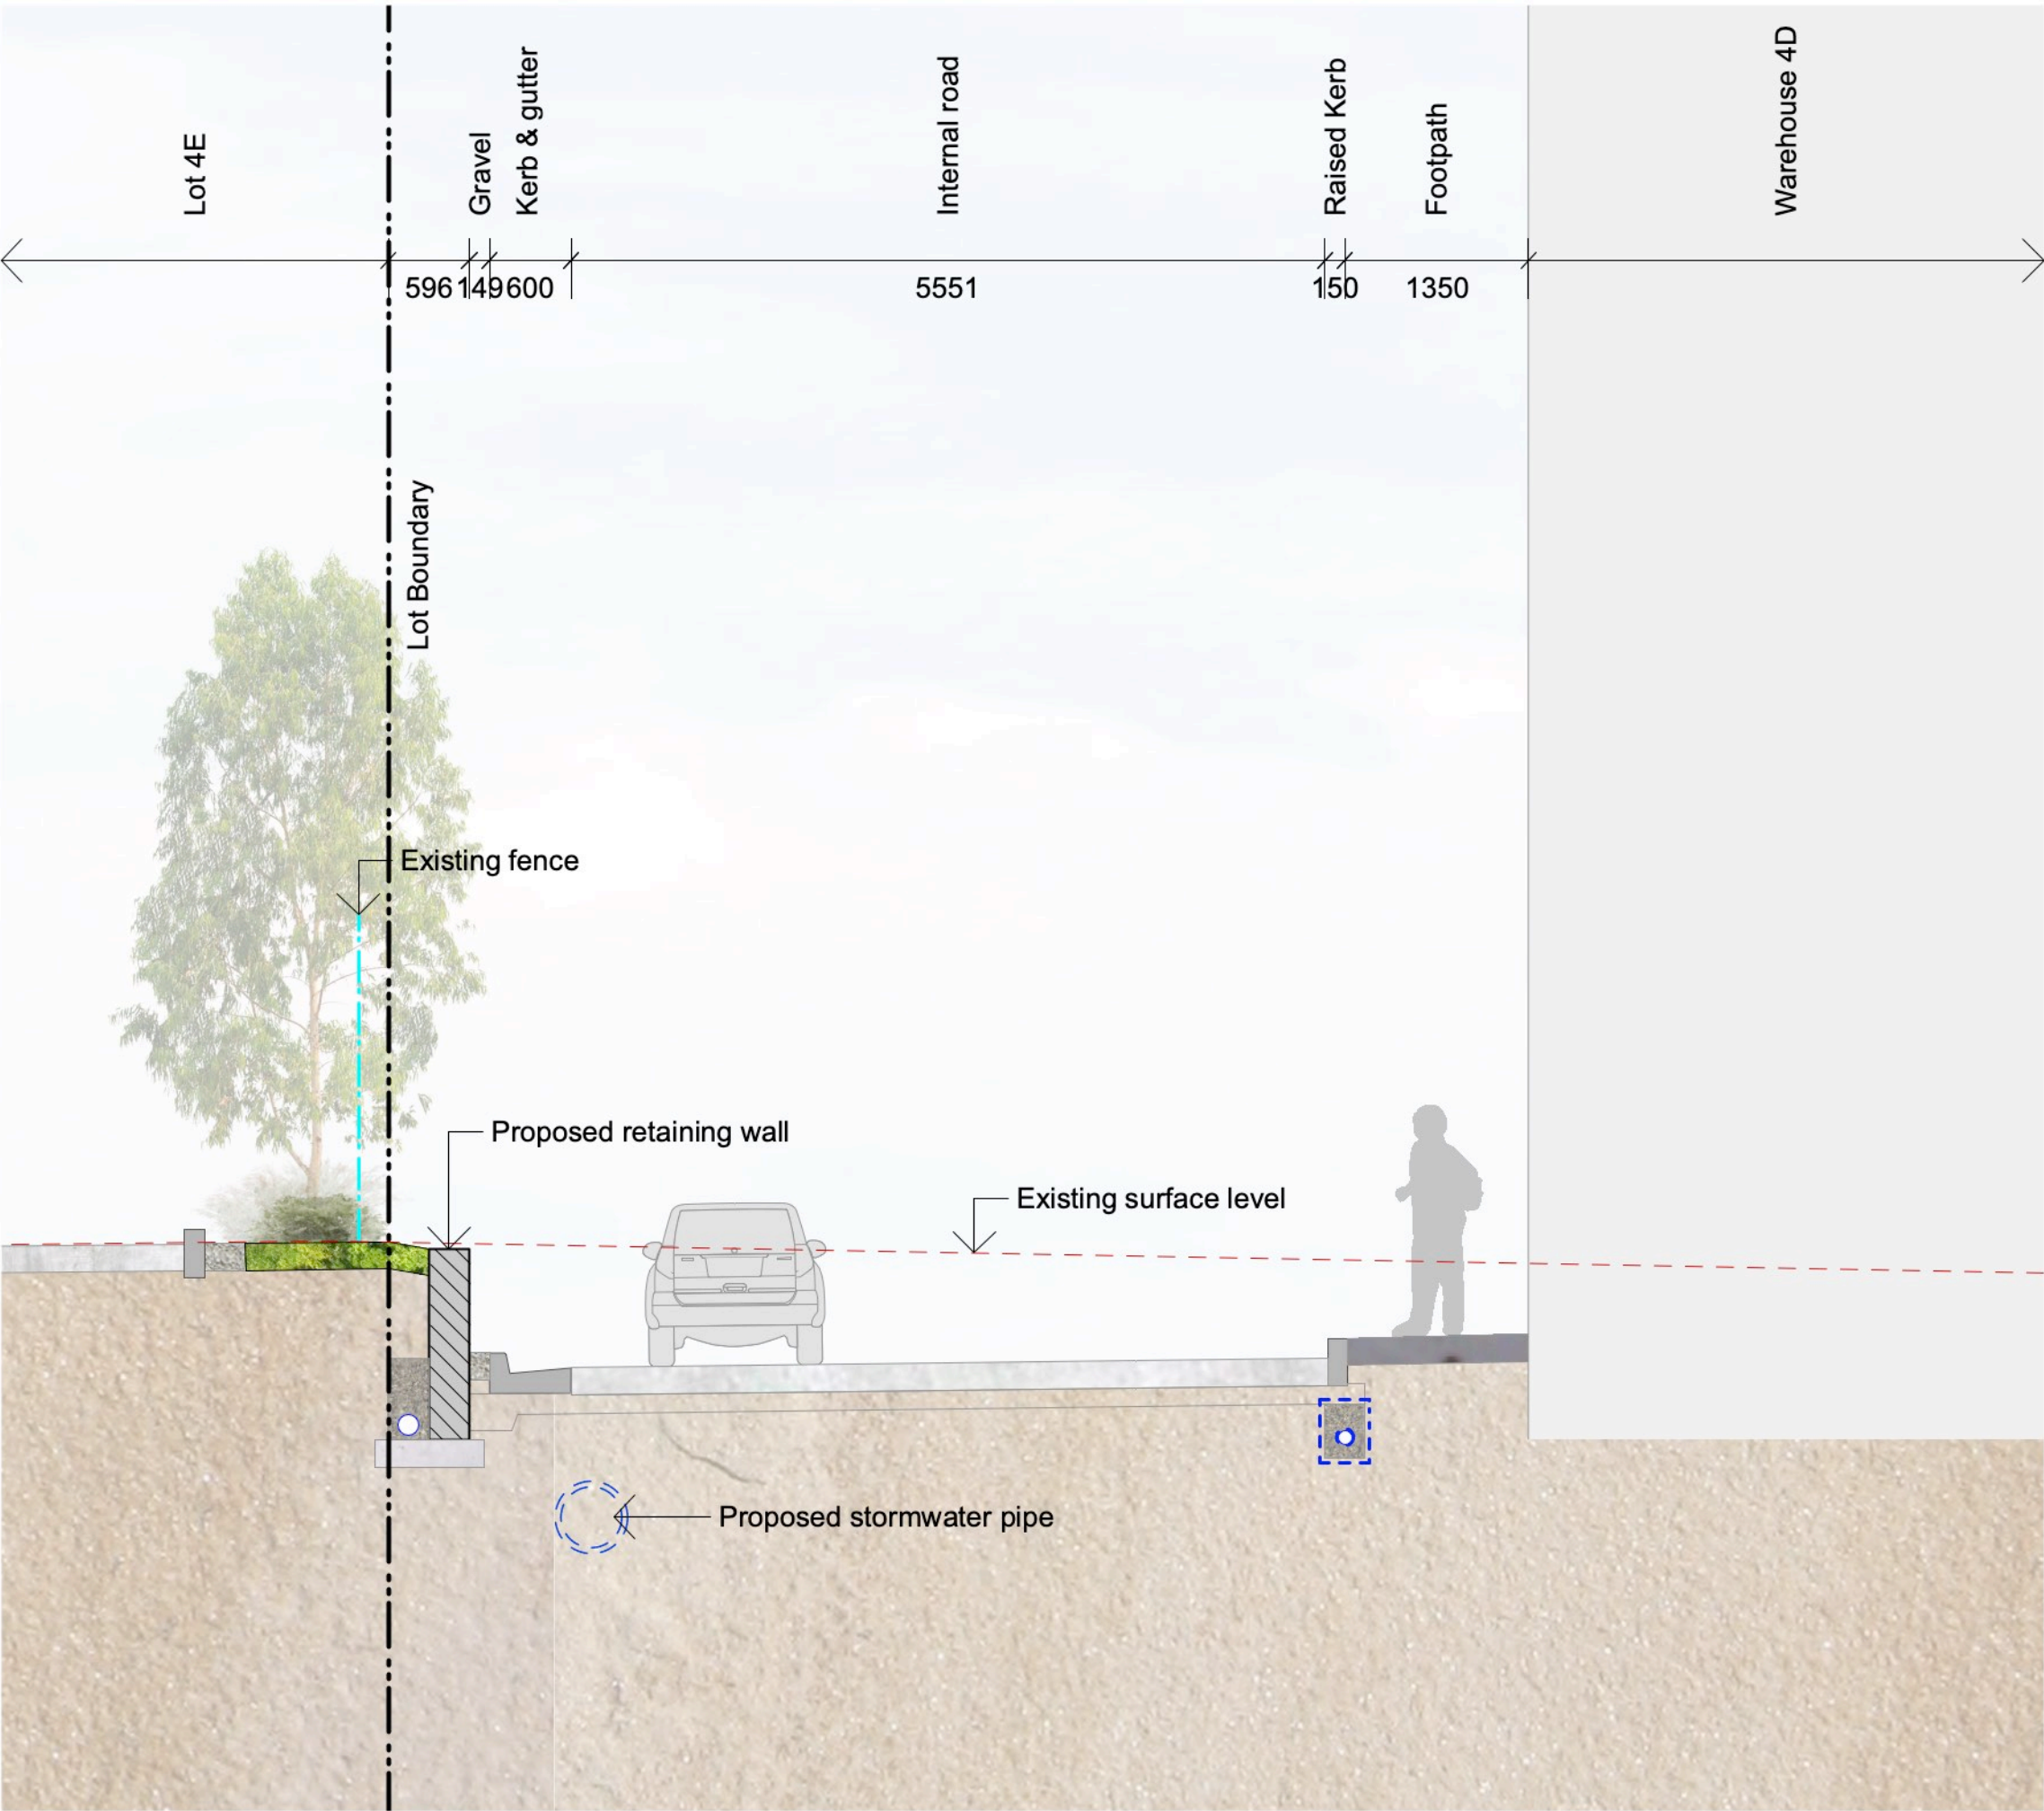 Lot 4E
Gravel
Kerb & gutter
Internal road
Raised Kerb
Footpath
Warehouse 4D
596
149
600
5551
150
1350
Lot Boundary
Existing fence
Proposed retaining wall
Existing surface level
Proposed stormwater pipe